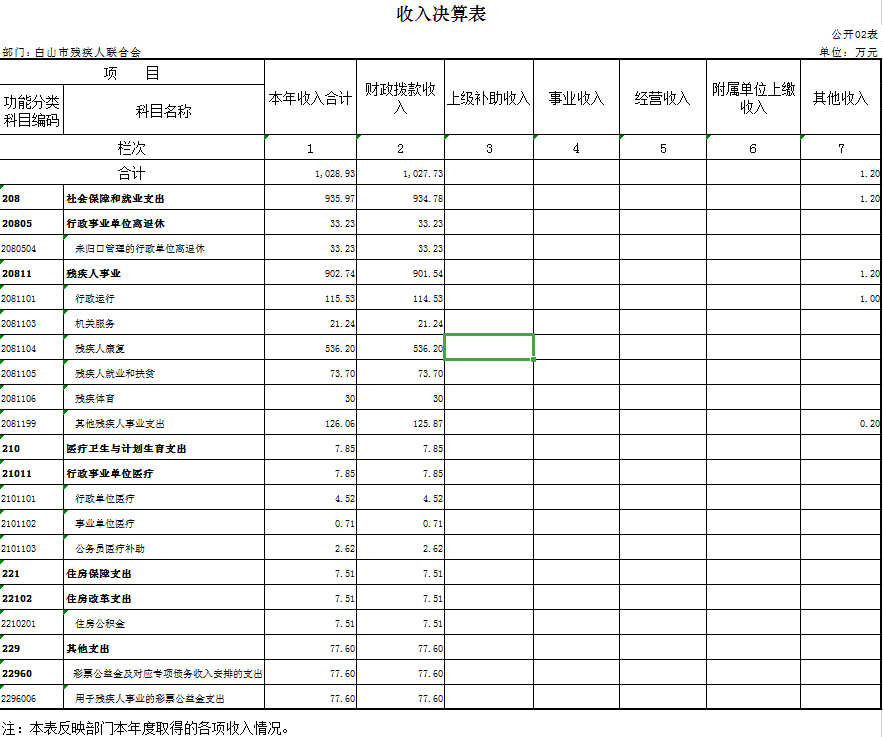 收入决算表
公开02表
部门：白山市残疾人联合会 单位：万元
项 目 本年收入合计 财政拨款收入 上级补助收入 事业收入 经营收入 附属单位上缴收入 其他收入
功能分类科目编码 科目名称
栏次 1 2 3 4 5 6 7
合计 1,028.93 1,027.73 1.20
208 社会保障和就业支出 935.97 934.78 1.20
20805 行政事业单位离退休 33.23 33.23
2080504 未归口管理的行政单位离退休 33.23 33.23
20811 残疾人事业 902.74 901.54 1.20
2081101 行政运行 115.53 114.53 1.00
2081103 机关服务 21.24 21.24
2081104 残疾人康复 536.20 536.20
2081105 残疾人就业和扶贫 73.70 73.70
2081106 残疾体育 30 30
2081199 其他残疾人事业支出 126.06 125.87 0.20
210 医疗卫生与计划生育支出 7.85 7.85
21011 行政事业单位医疗 7.85 7.85
2101101 行政单位医疗 4.52 4.52
2101102 事业单位医疗 0.71 0.71
2101103 公务员医疗补助 2.62 2.62
221 住房保障支出 7.51 7.51
22102 住房改革支出 7.51 7.51
2210201 住房公积金 7.51 7.51
229 其他支出 77.60 77.60
22960 彩票公益金及对应专项债务收入安排的支出 77.60 77.60
2296006 用于残疾人事业的彩票公益金支出 77.60 77.60
注：本表反映部门本年度取得的各项收入情况。